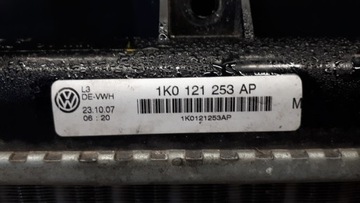 L3
DE-VWH
23.10.07
06 : 20
1K0 121 253 AP
1K0121253AP
M